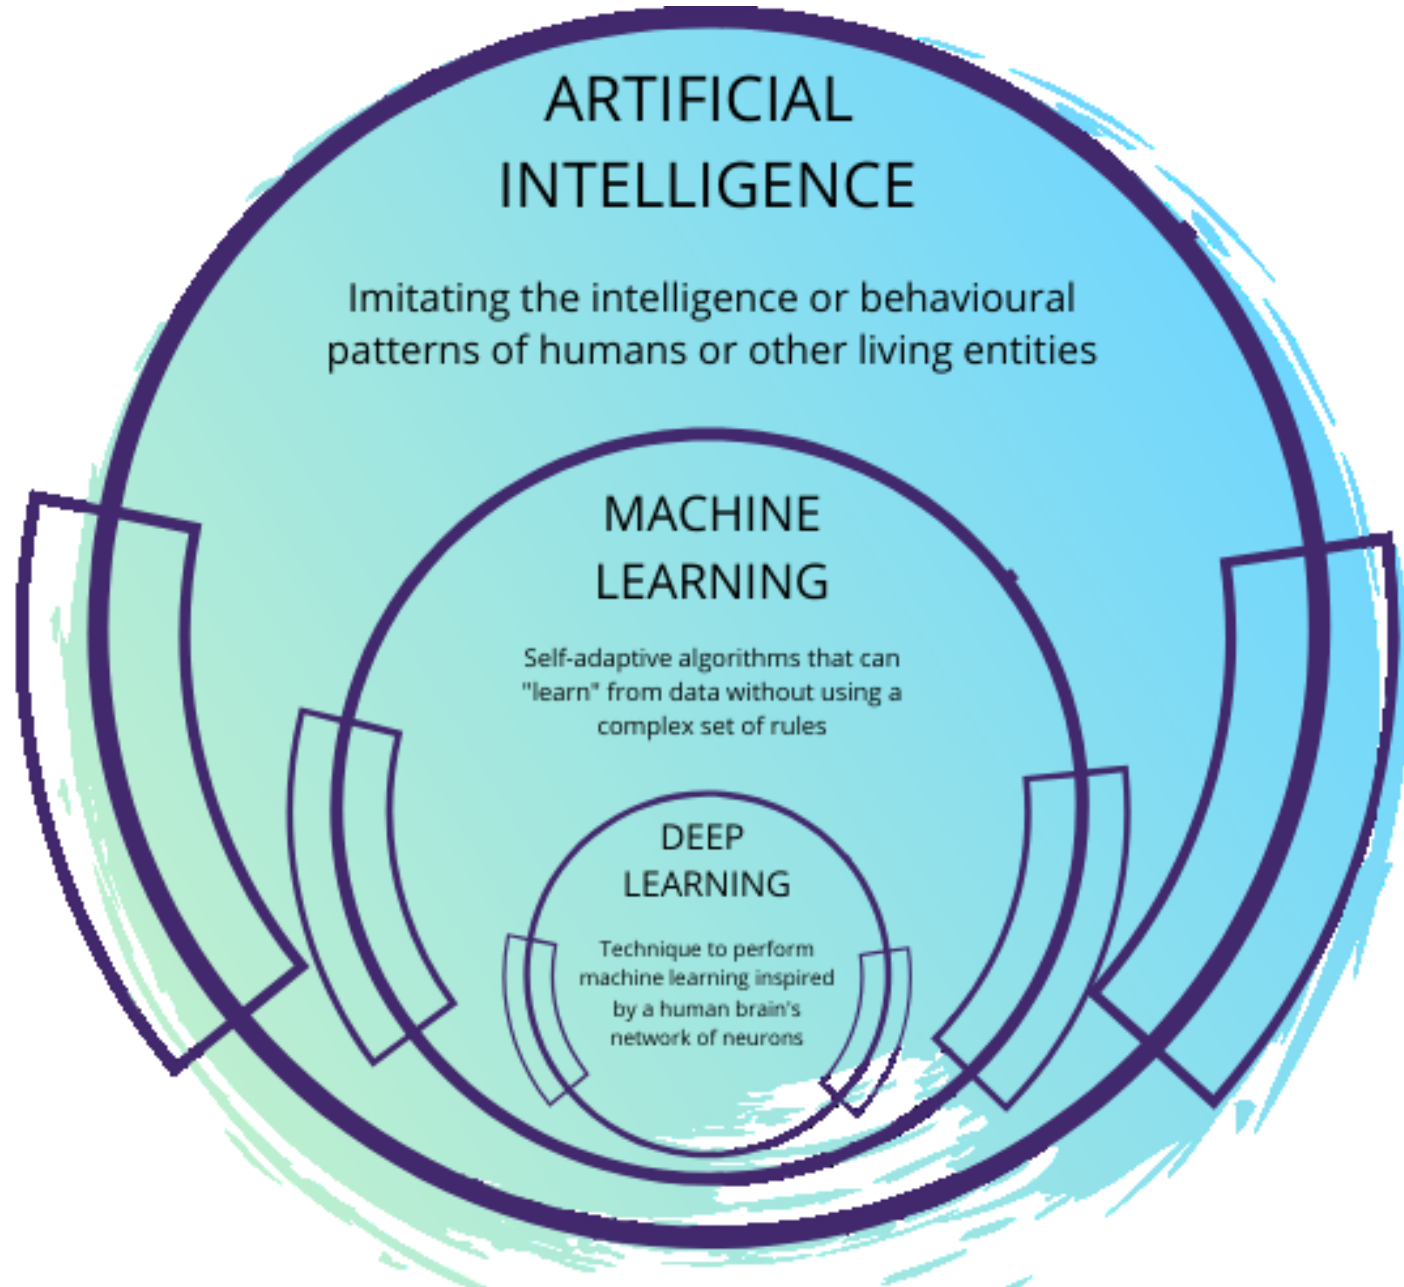 ARTIFICIAL
INTELLIGENCE
Imitating the intelligence or behavioural
patterns of humans or other living entities
MACHINE
LEARNING
Self-adaptive algorithms that can
"learn" from data without using a
complex set of rules
DEEP
LEARNING
Technique to perform
machine learning inspired
by a human brain's
network of neurons